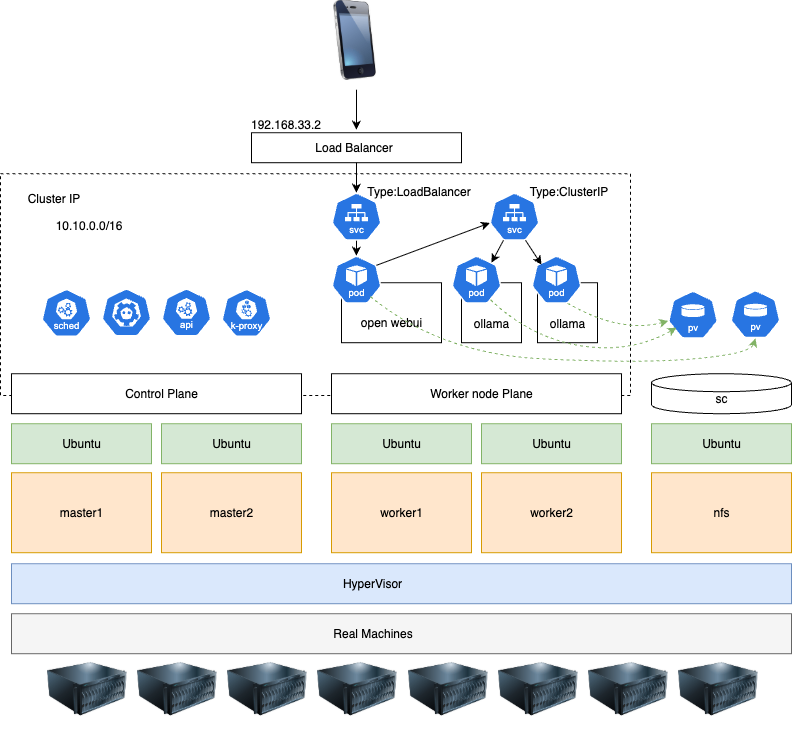 192.168.33.2
Load Balancer
Cluster IP
10.10.0.0/16
Type:LoadBalancer
Type:ClusterIP
svc
svc
pod
pod
pod
sched
api
k-proxy
open webui
ollama
ollama
pv
pv
Control Plane
Worker node Plane
sc
Ubuntu
Ubuntu
Ubuntu
Ubuntu
Ubuntu
master1
master2
worker1
worker2
nfs
HyperVisor
Real Machines